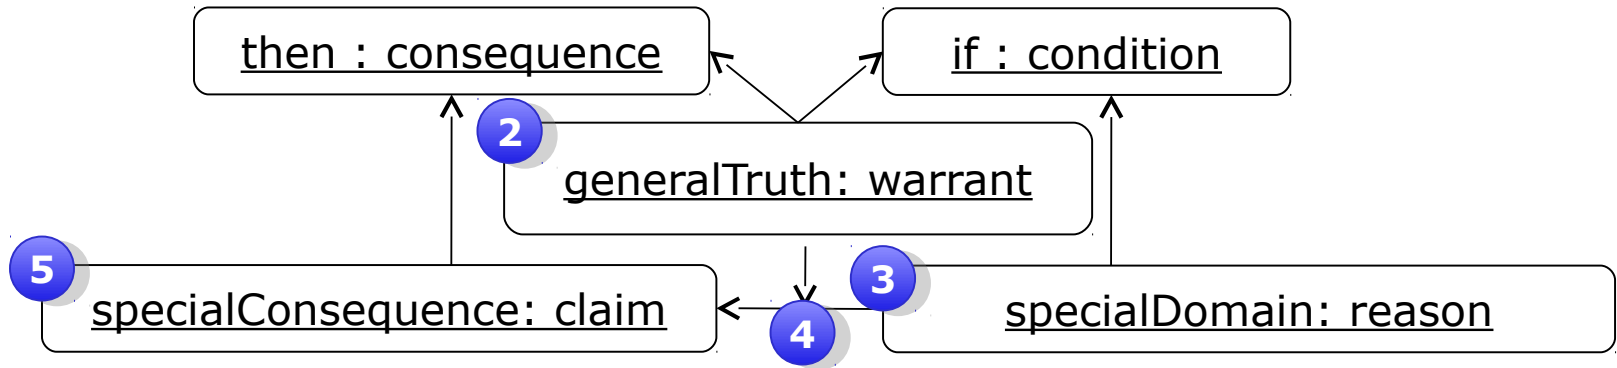 then : consequence
if : condition
2
generalTruth: warrant
5
specialConsequence: claim
4
3
specialDomain: reason